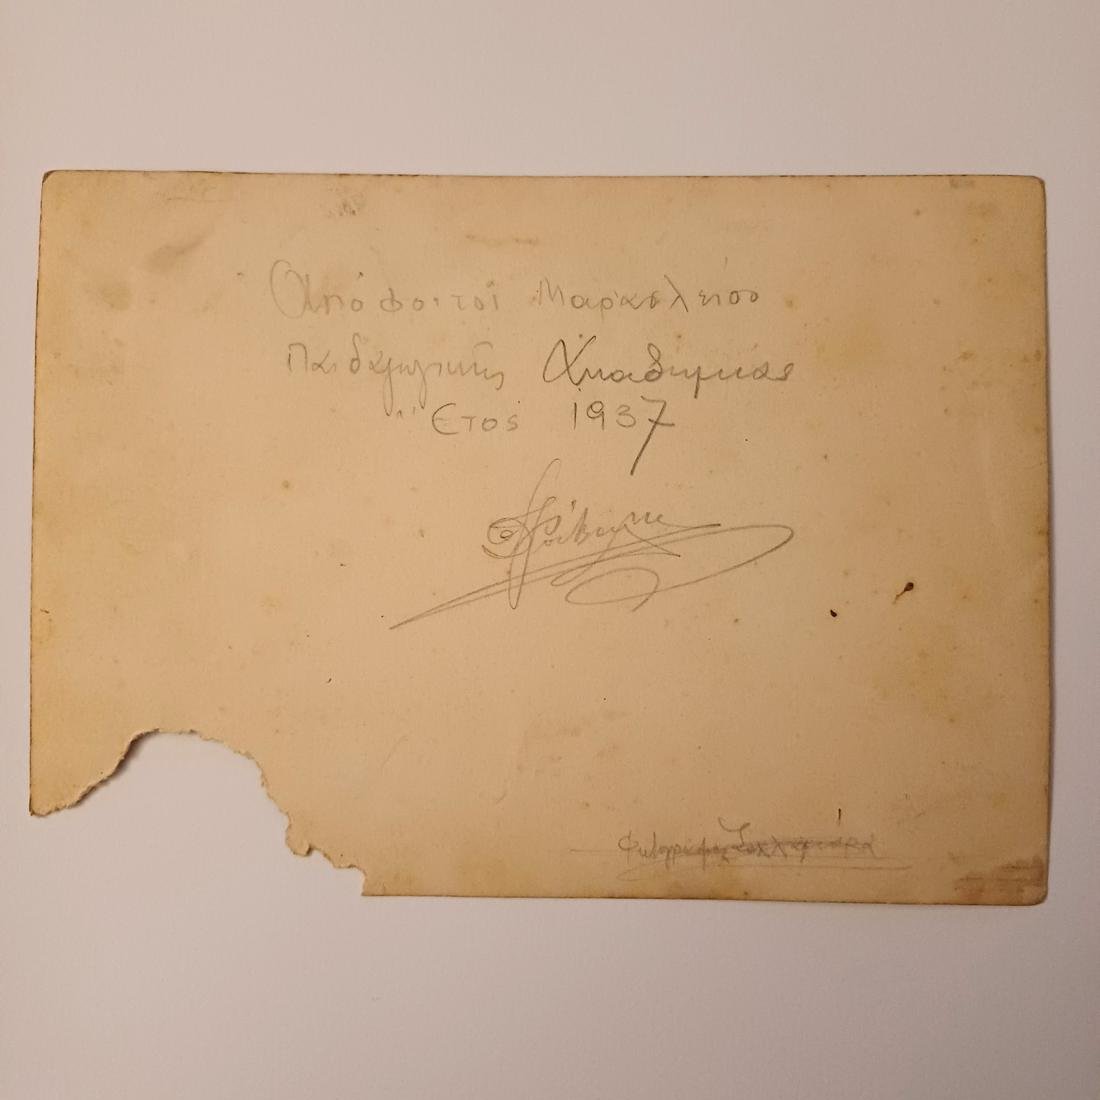 Απόφοιτοι Μαρασλείου
Παιδαγωγικής Ακαδημίας
Έτος 1937